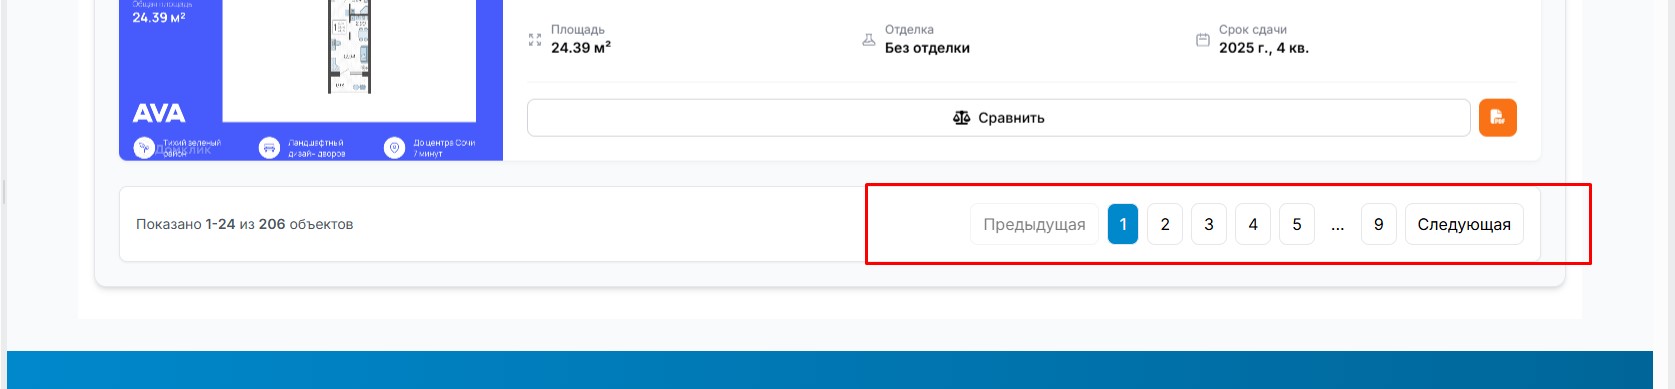 Общая площадь
24.39 м²
AVA
Тихий зеленый
район
Домклик
Ландшафтный
дизайн дворов
До центра Сочи
7 минут
Площадь
24.39 м²
Отделка
Без отделки
Срок сдачи
2025 г., 4 кв.
Сравнить
PDF
Показано 1-24 из 206 объектов
Предыдущая 1 2 3 4 5 ... 9 Следующая